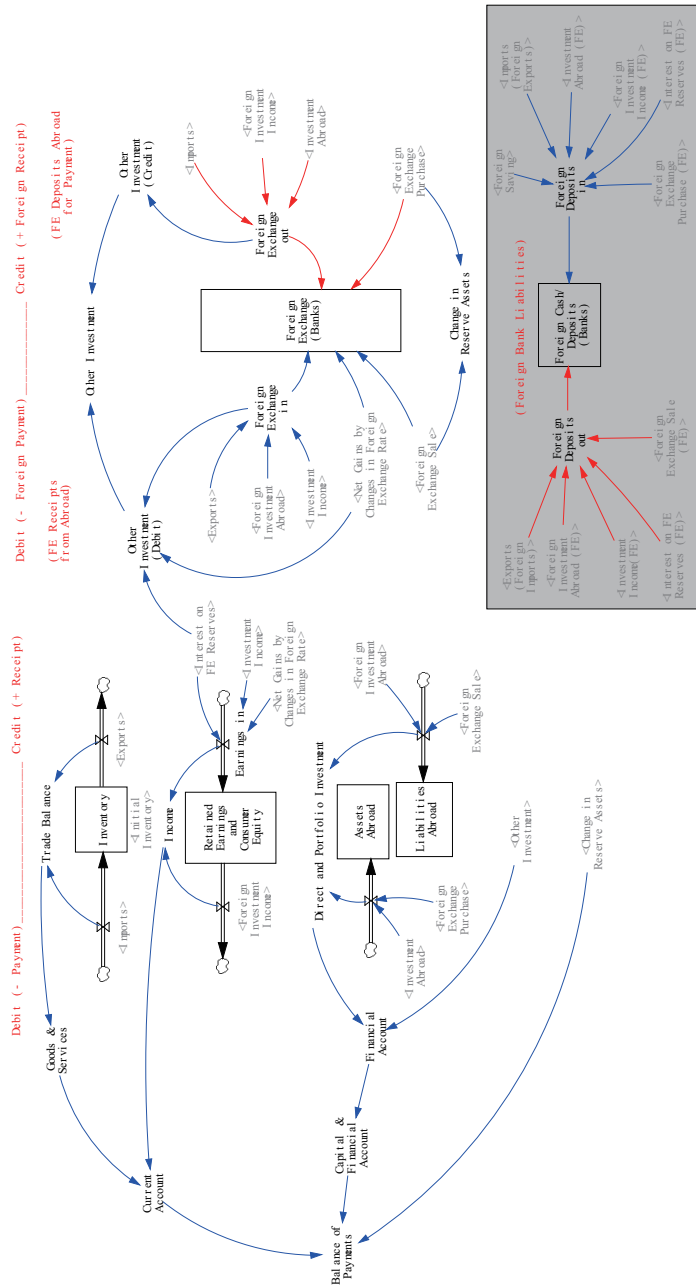 Debit (- Payment)____________________ Credit (+ Receipt)
Debit (- Foreign Payment)____________ Credit (+ Foreign Receipt)
(FE Receipts
from Abroad)
(FE Deposits Abroad
for Payment)
Goods &
Services
Trade Balance
<Imports>
<Initial
Inventory>
Inventory
<Exports>
Current
Account
Income
<Foreign
Investment
Income>
Retained
Earnings
and
Consumer
Equity
Earnings in
<Interest on
FE Reserves>
<Investment
Income>
<Net Gains by
Changes in Foreign
Exchange Rate>
Balance of
Payments
Capital &
Financial
Account
Financial
Account
Direct and Portfolio Investment
<Investment
Abroad>
<Foreign
Exchange
Purchase>
Assets
Abroad
Liabilities
Abroad
<Foreign
Investment
Abroad>
<Foreign
Exchange Sale>
<Other
Investment>
<Change in
Reserve Assets>
Other
Investment
(Debit)
Other Investment
Other
Investment
(Credit)
<Exports>
<Foreign
Investment
Abroad>
<Investment
Income>
Foreign
Exchange
in
Foreign
Exchange
(Banks)
Foreign
Exchange
out
<Imports>
<Foreign
Investment
Income>
<Investment
Abroad>
<Net Gains by
Changes in Foreign
Exchange Rate>
<Foreign
Exchange Sale>
<Foreign
Exchange
Purchase>
Change in
Reserve Assets
(Foreign Bank Liabilities)
<Exports
(Foreign
Imports)>
<Foreign
Investment
Abroad (FE)>
<Investment
Income(FE)>
<Interest on FE
Reserves (FE)>
Foreign
Deposits
out
<Foreign
Exchange Sale
(FE)>
Foreign Cash/
Deposits
(Banks)
Foreign
Deposits
in
<Foreign
Saving>
<Imports
(Foreign
Exports)>
<Investment
Abroad (FE)>
<Foreign
Investment
Income (FE)>
<Interest on FE
Reserves (FE)>
<Foreign
Exchange
Purchase (FE)>